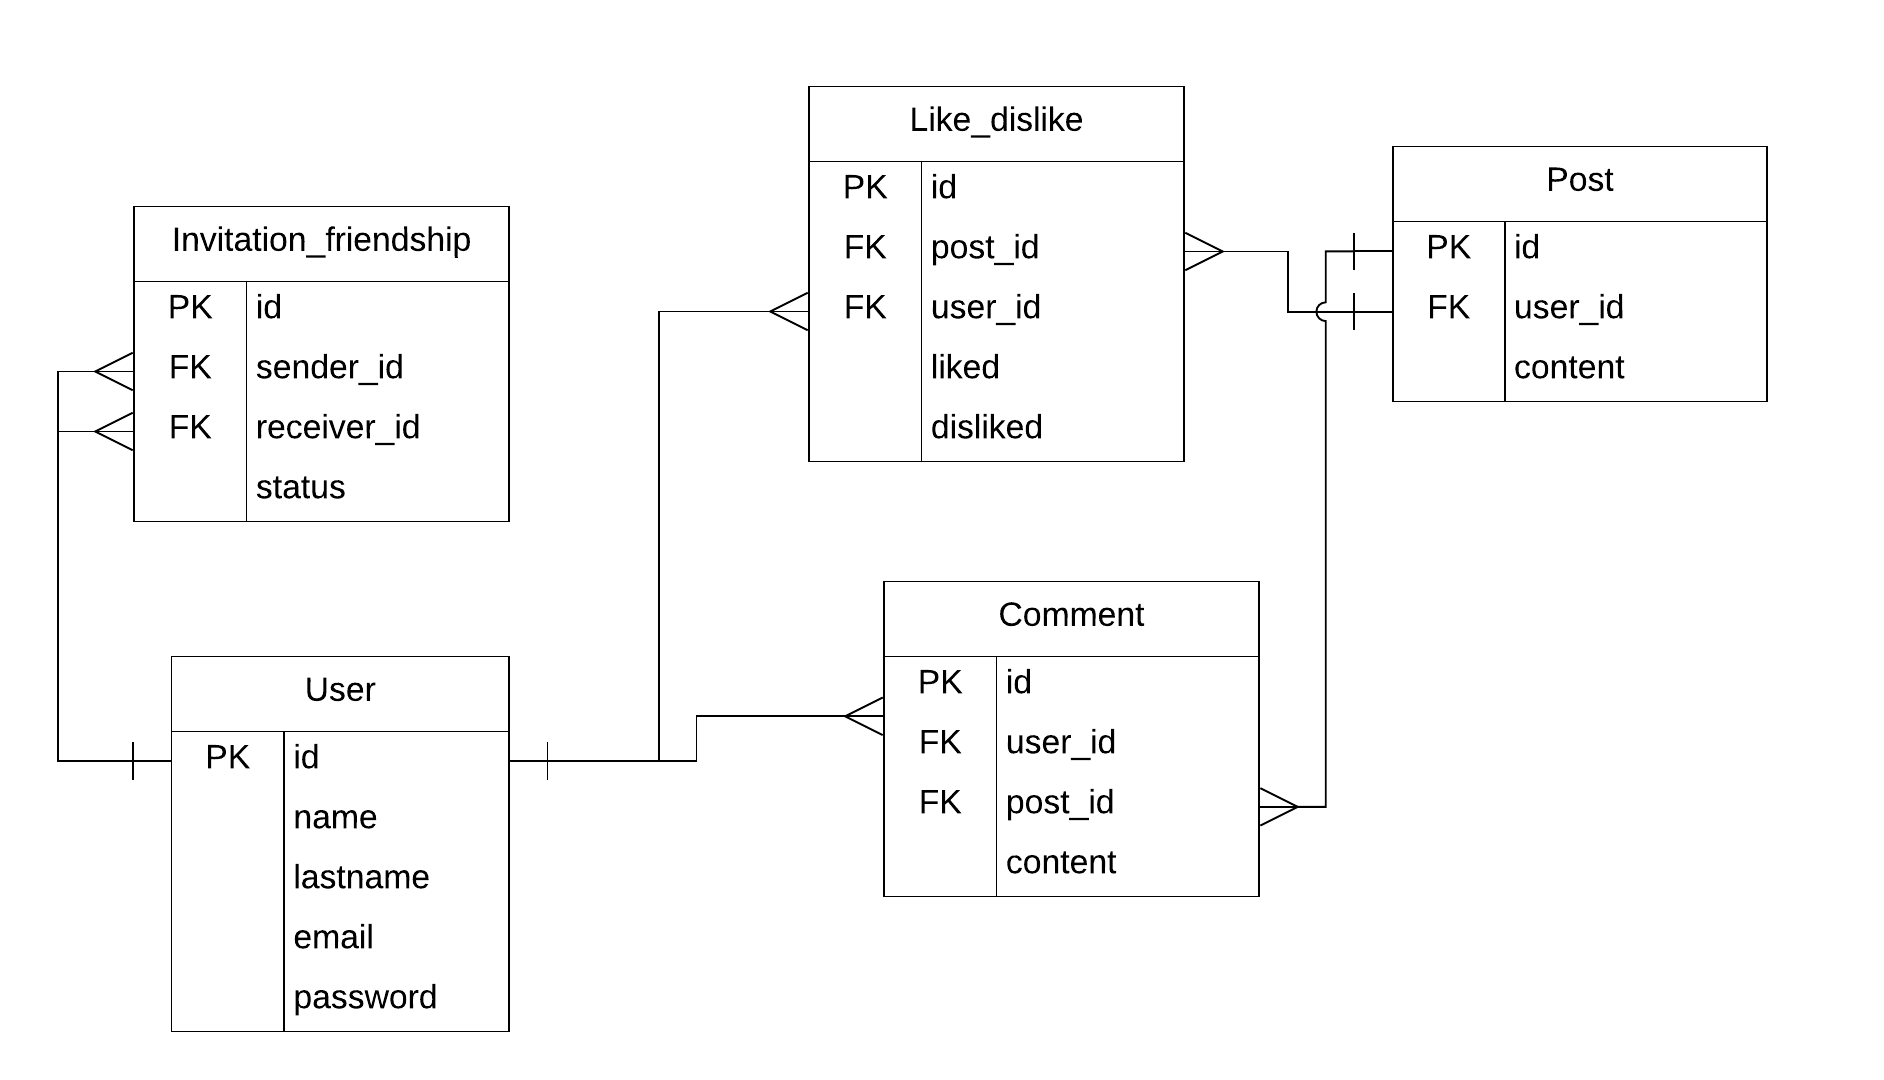 Invitation_friendship
PK id
FK sender_id
FK receiver_id
status
User
PK id
name
lastname
email
password
Like_dislike
PK id
FK post_id
FK user_id
liked
disliked
Comment
PK id
FK user_id
FK post_id
content
Post
PK id
FK user_id
content